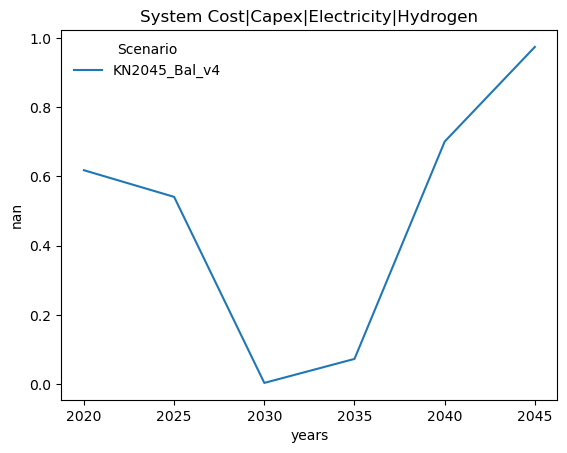 System Cost|Capex|Electricity|Hydrogen
Scenario
KN2045_Bal_v4
1.0
0.8
0.6
0.4
0.2
0.0
nan
2020 2025 2030 2035 2040 2045
years